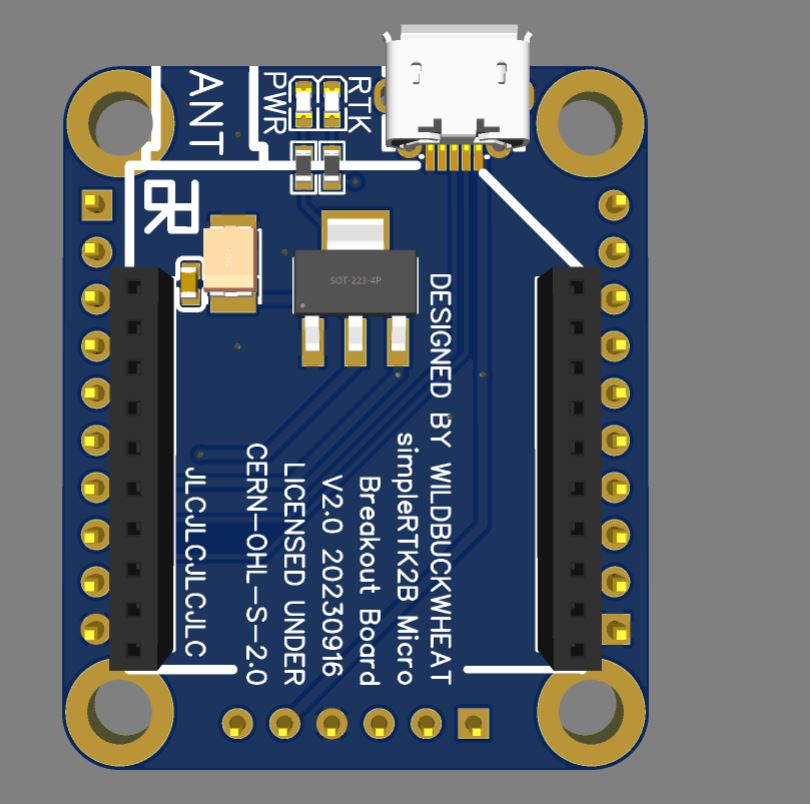 ANT
PWR
RTK
SOT-223-4P
DESIGNED BY WILDBUCKWHEAT
simpleRTK2B Micro
Breakout Board
V2.0 20230916
LICENSED UNDER
CERN-OHL-S-2.0
JLCJLCJLCJLC